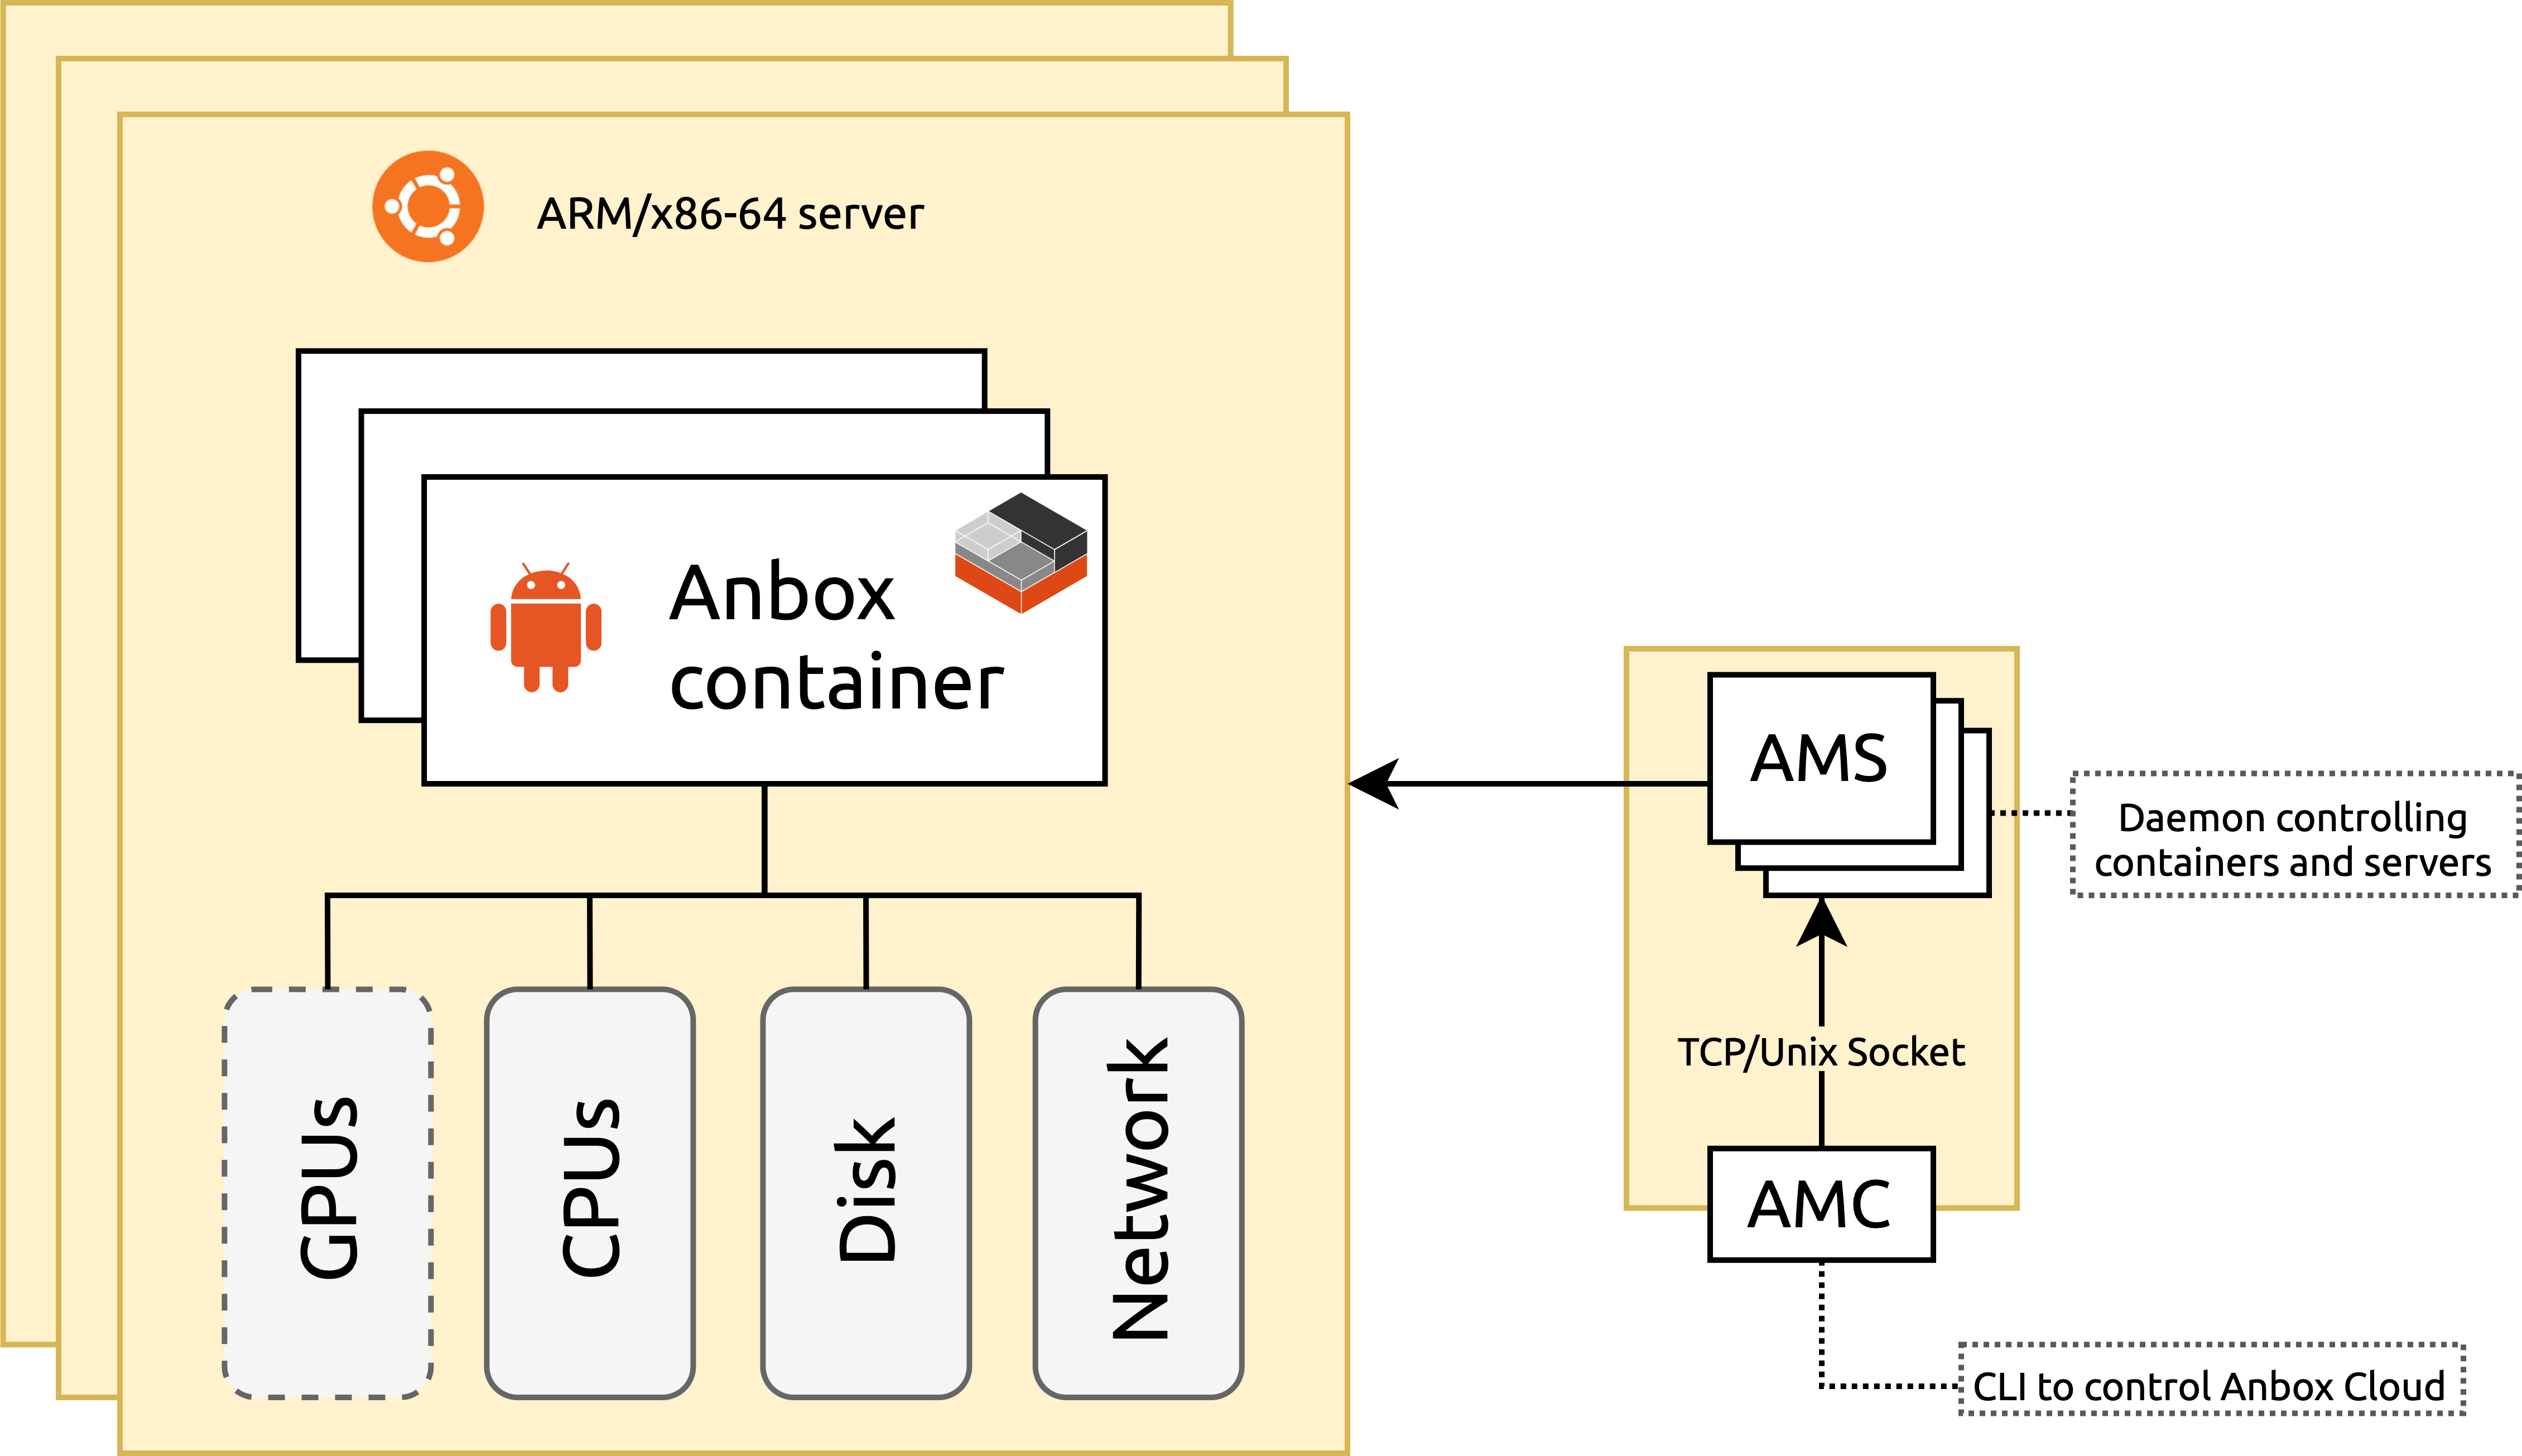 ARM/x86-64 server
Anbox
container
GPUs
CPUs
Disk
Network
AMS
Daemon controlling
containers and servers
TCP/Unix Socket
AMC
CLI to control Anbox Cloud